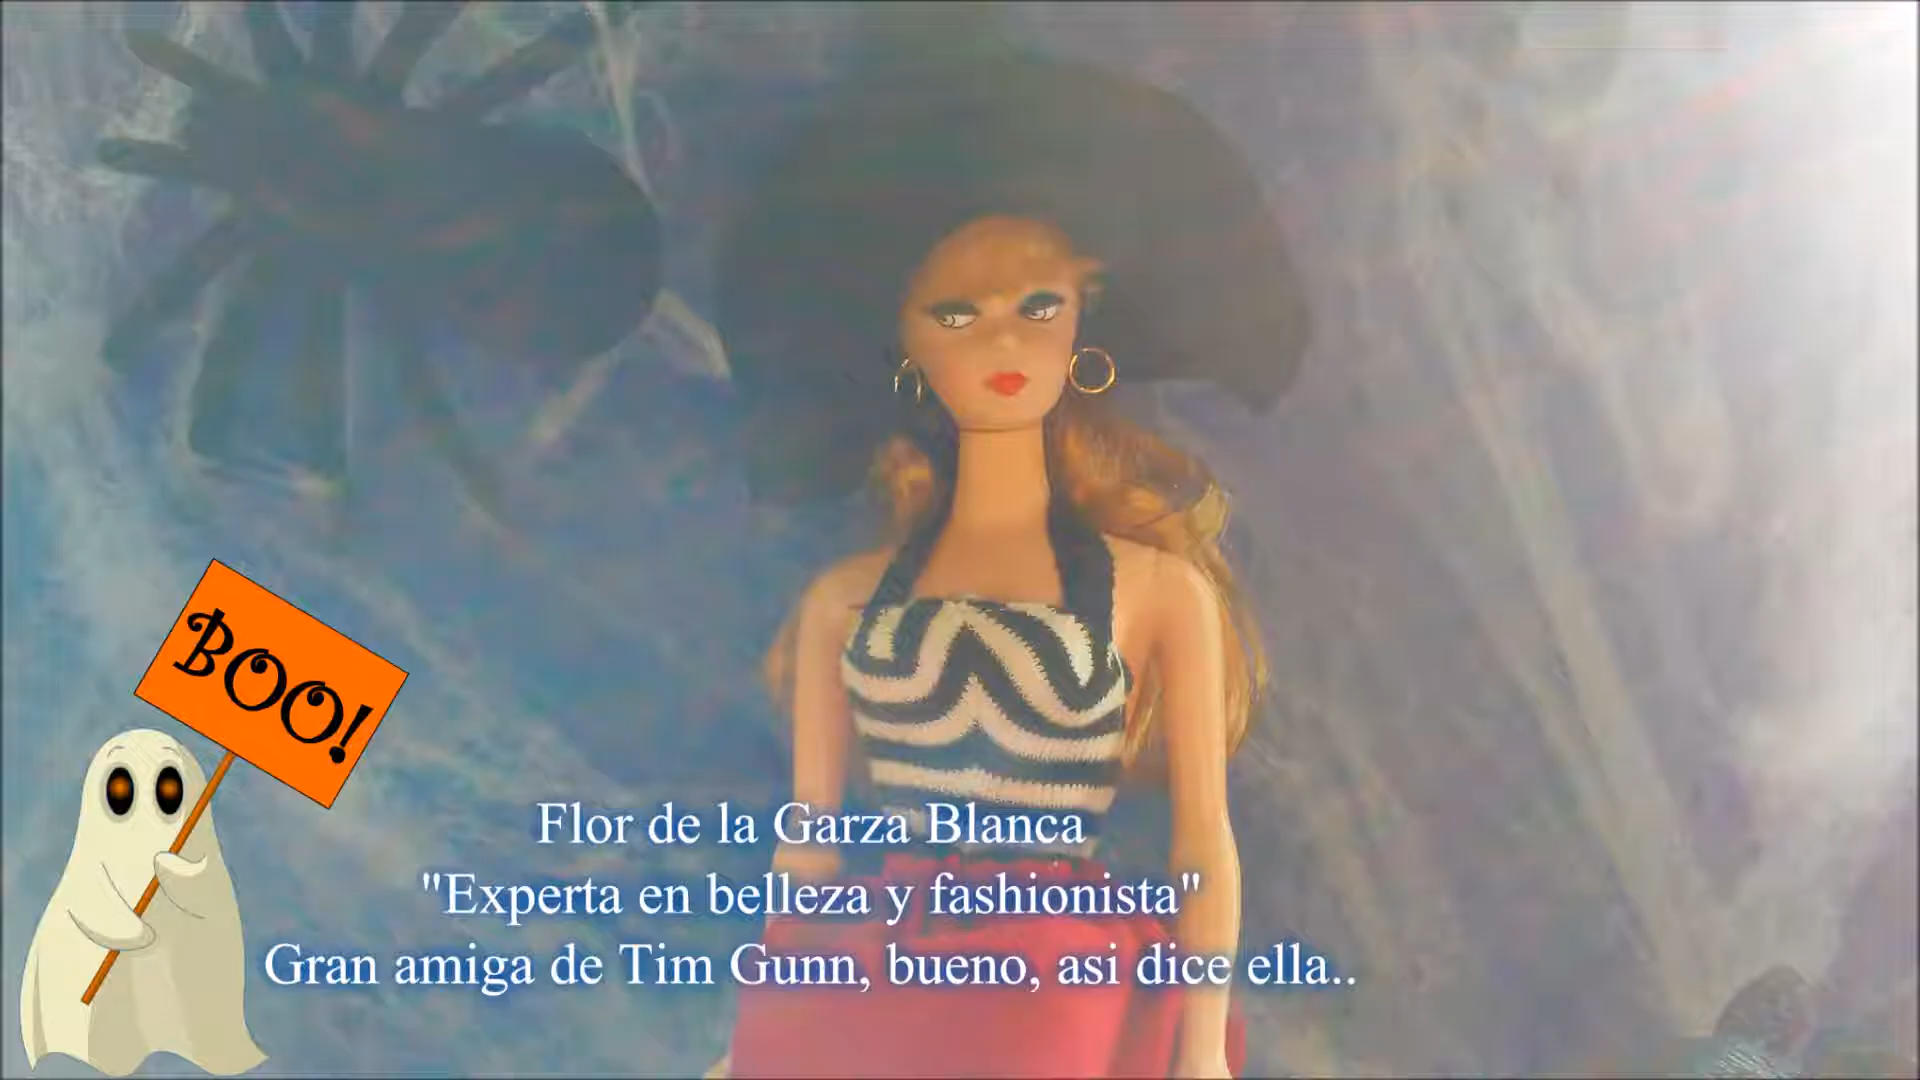 BOO!
Flor de la Garza Blanca
"Experta en belleza y fashionista"
Gran amiga de Tim Gunn, bueno, asi dice ella..